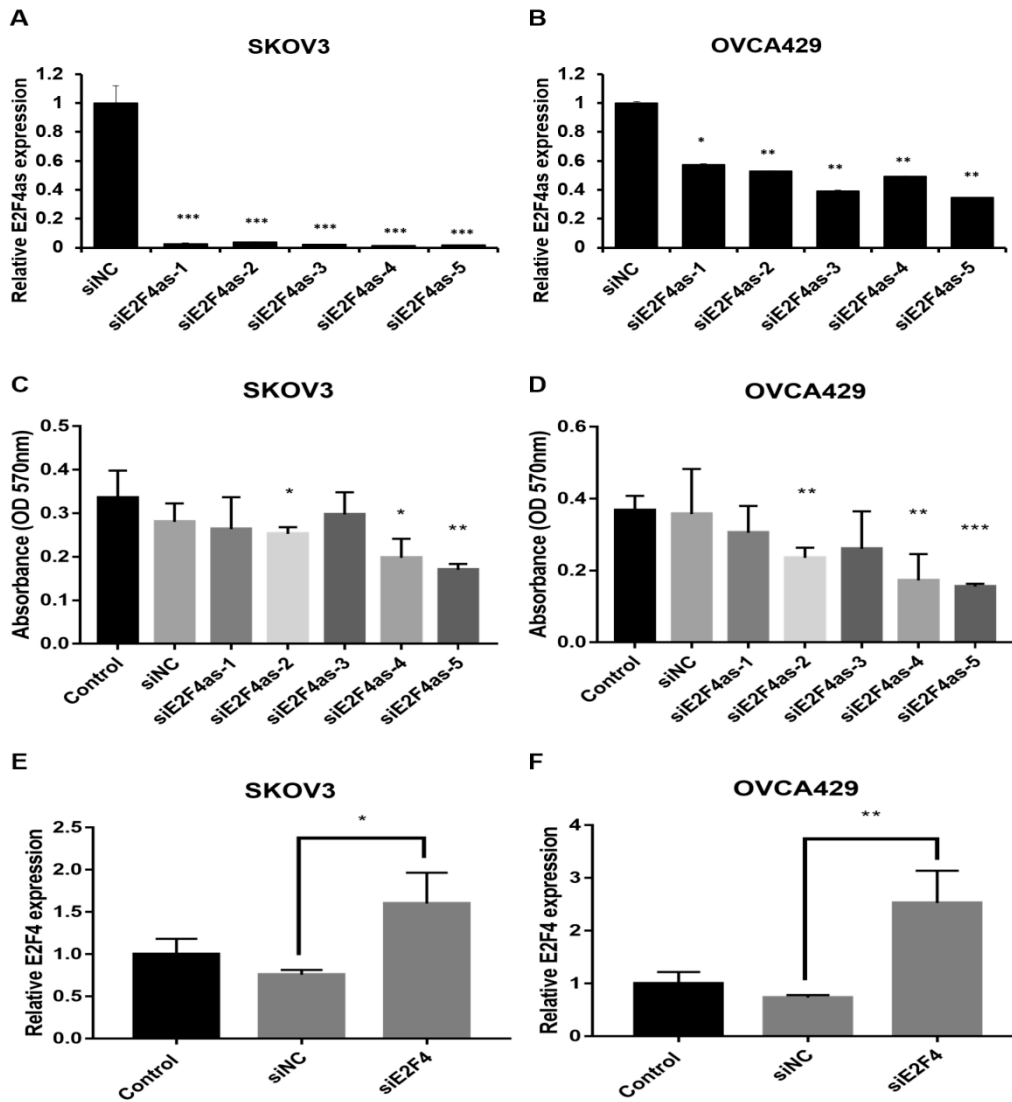 A
SKOV3
Relative E2F4as expression
1.2
1
0.8
0.6
0.4
0.2
0
***
***
***
***
***
siNC
siE2F4as-1
siE2F4as-2
siE2F4as-3
siE2F4as-4
siE2F4as-5
B
OVCA429
Relative E2F4as expression
1.2
1
0.8
0.6
0.4
0.2
0
*
**
**
**
**
siNC
siE2F4as-1
siE2F4as-2
siE2F4as-3
siE2F4as-4
siE2F4as-5
C
SKOV3
Absorbance (OD 570nm)
0.5
0.4
0.3
0.2
0.1
0.0
*
*
**
Control
siNC
siE2F4as-1
siE2F4as-2
siE2F4as-3
siE2F4as-4
siE2F4as-5
D
OVCA429
Absorbance (OD 570nm)
0.6
0.4
0.2
0.0
**
**
***
Control
siNC
siE2F4as-1
siE2F4as-2
siE2F4as-3
siE2F4as-4
siE2F4as-5
E
SKOV3
Relative E2F4 expression
2.5
2.0
1.5
1.0
0.5
0.0
*
Control
siNC
siE2F4
F
OVCA429
Relative E2F4 expression
4
3
2
1
0
**
Control
siNC
siE2F4